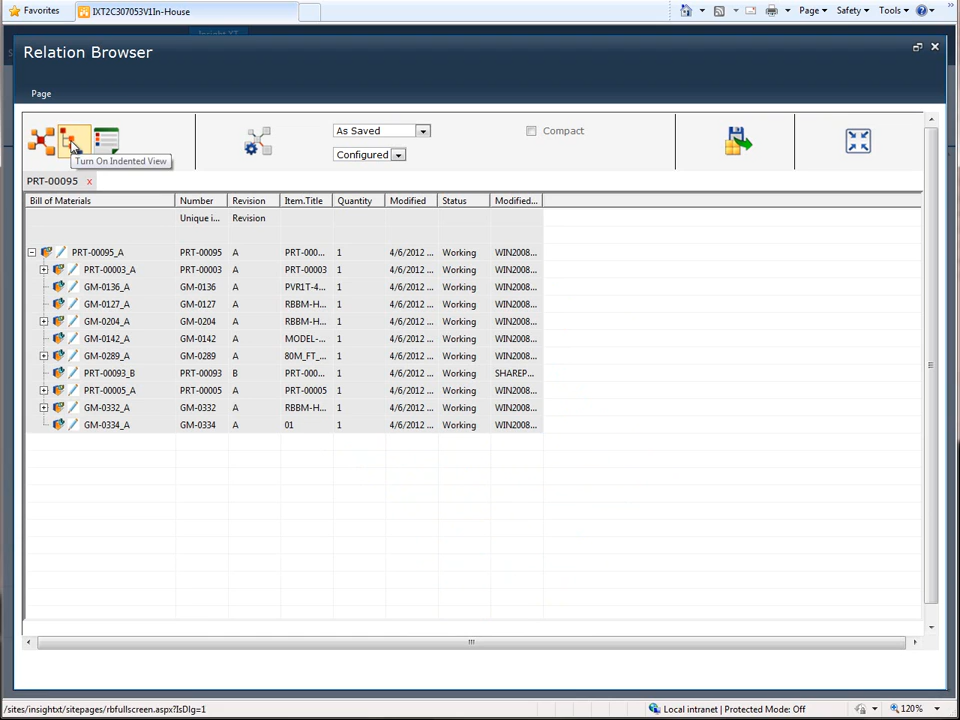 Favorites
IXT2C307053V1In-House
Page
Safety
Tools
Insight XT
Relation Browser
Page
As Saved
Compact
Configured
Turn On Indented View
PRT-00095 x
Bill of Materials Number Revision Item.Title Quantity Modified Status Modified...
Unique i... Revision
PRT-00095_A PRT-00095 A PRT-000... 1 4/6/2012 ... Working WIN2008...
PRT-00003_A PRT-00003 A PRT-00003 1 4/6/2012 ... Working WIN2008...
GM-0136_A GM-0136 A PVR1T-4... 1 4/6/2012 ... Working WIN2008...
GM-0127_A GM-0127 A RBBM-H... 1 4/6/2012 ... Working WIN2008...
GM-0204_A GM-0204 A RBBM-H... 1 4/6/2012 ... Working WIN2008...
GM-0142_A GM-0142 A MODEL-... 1 4/6/2012 ... Working WIN2008...
GM-0289_A GM-0289 A 80M_FT_... 1 4/6/2012 ... Working WIN2008...
PRT-00093_B PRT-00093 B PRT-000... 1 4/6/2012 ... Working SHAREP...
PRT-00005_A PRT-00005 A PRT-00005 1 4/6/2012 ... Working WIN2008...
GM-0332_A GM-0332 A RBBM-H... 1 4/6/2012 ... Working WIN2008...
GM-0334_A GM-0334 A 01 1 4/6/2012 ... Working WIN2008...
/sites/insightxt/sitepages/rbfullscreen.aspx?IsDlg=1
Local intranet | Protected Mode: Off
120%